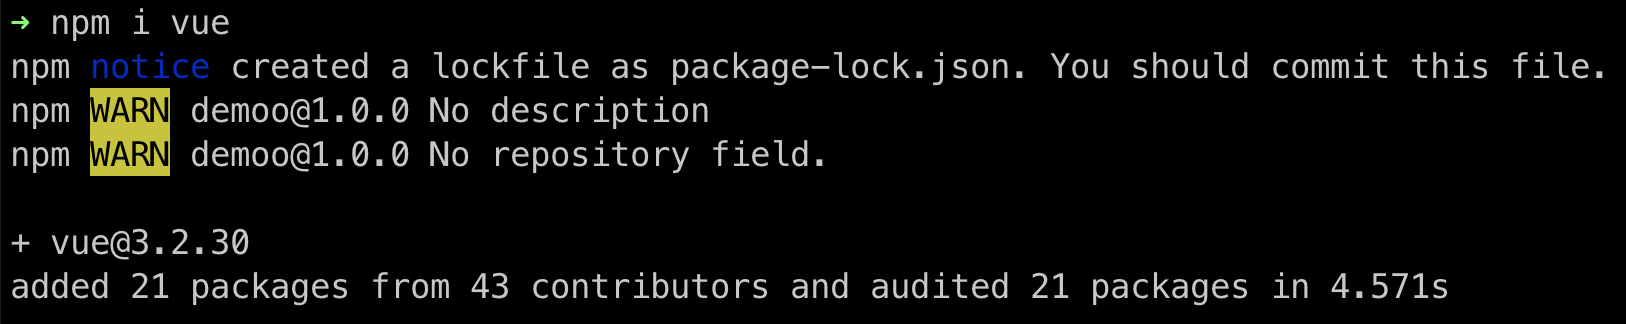 ➜ npm i vue
npm notice created a lockfile as package-lock.json. You should commit this file.
npm WARN demoo@1.0.0 No description
npm WARN demoo@1.0.0 No repository field.
+ vue@3.2.30
added 21 packages from 43 contributors and audited 21 packages in 4.571s